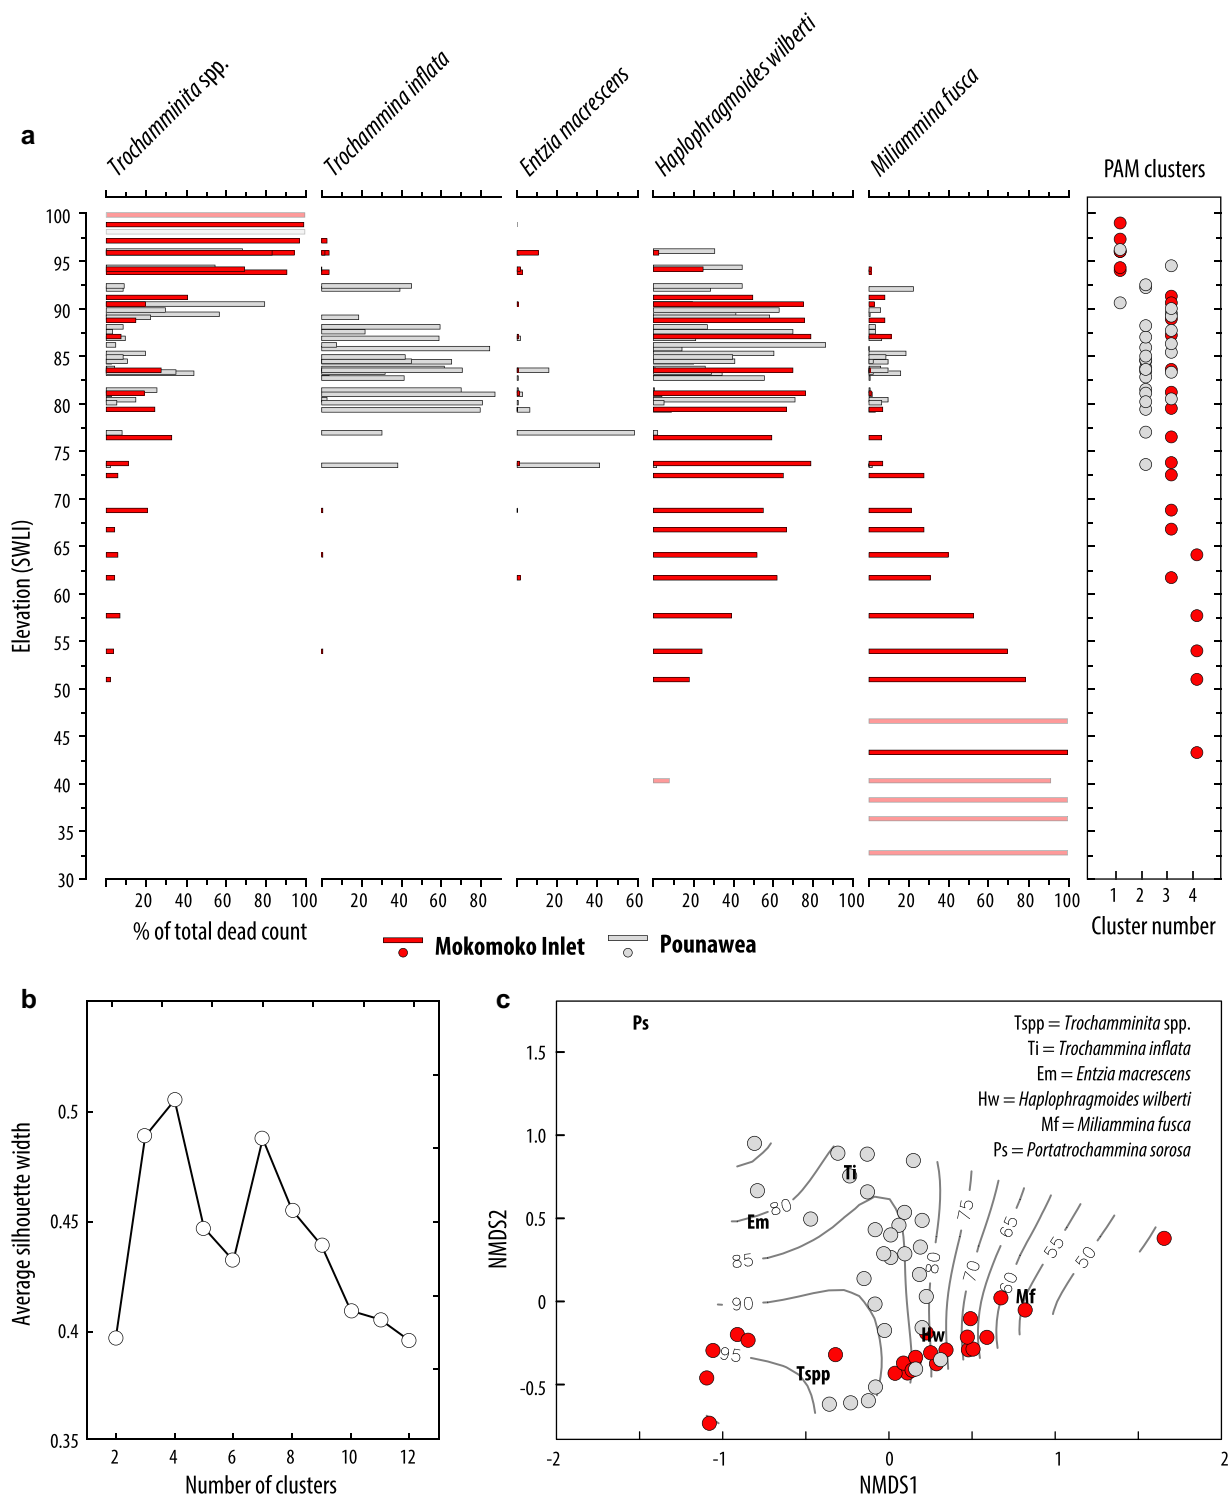 a
Trochamminita spp.
Trochammina inflata
Entzia macrescens
Haplophragmoides wilberti
Miliammina fusca
PAM clusters
Elevation (SWLI)
100
95
90
85
80
75
70
65
60
55
50
45
40
35
30
20 40 60 80 100
20 40 60 80
20 40 60
20 40 60 80 100
20 40 60 80 100
1 2 3 4
% of total dead count
Cluster number
Mokomoko Inlet
Pounawea
b
Average silhouette width
0.5
0.45
0.4
0.35
2 4 6 8 10 12
Number of clusters
c
Ps
Tspp = Trochamminita spp.
Ti = Trochammina inflata
Em = Entzia macrescens
Hw = Haplophragmoides wilberti
Mf = Miliammina fusca
Ps = Portatrochammina sorosa
NMDS2
1.5
1.0
0.5
0
-0.5
Ti
Em
Hw
Mf
Tspp
80
85
90
95
80
75
70
65
60
55
50
-2 -1 0 1 2
NMDS1